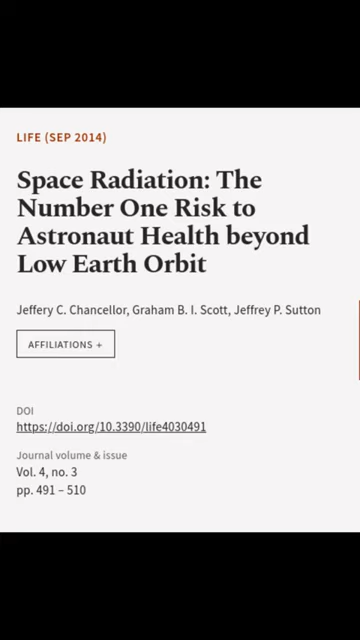 LIFE (SEP 2014)
Space Radiation: The
Number One Risk to
Astronaut Health beyond
Low Earth Orbit
Jeffery C. Chancellor, Graham B. I. Scott, Jeffrey P. Sutton
AFFILIATIONS +
DOI
https://doi.org/10.3390/life4030491
Journal volume & issue
Vol. 4, no. 3
pp. 491 – 510